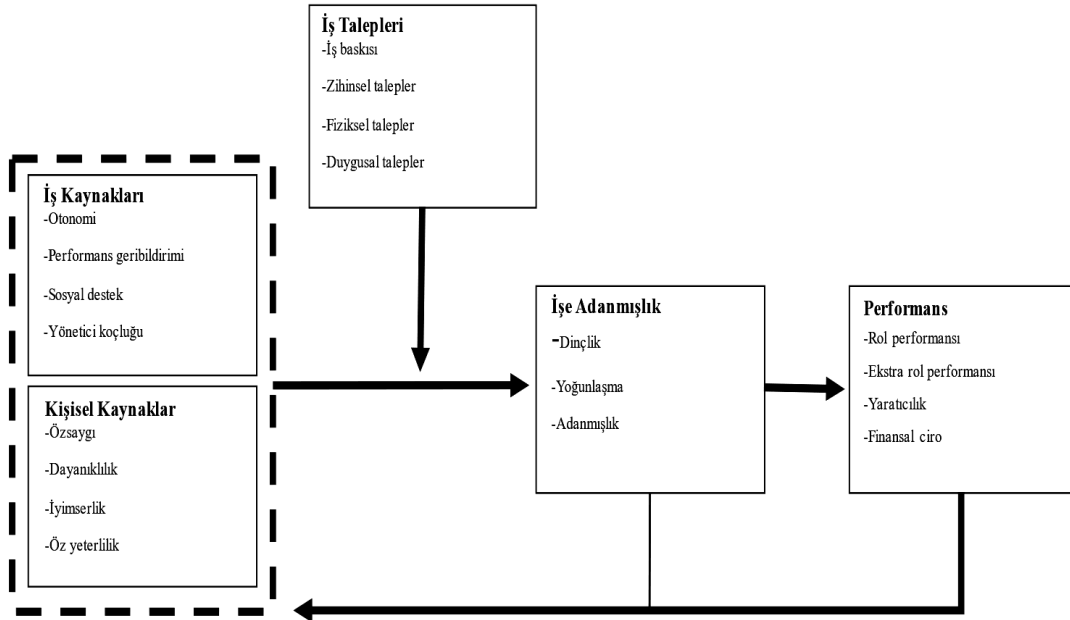 İş Talepleri
-İş baskısı
-Zihinsel talepler
-Fiziksel talepler
-Duygusal talepler
İş Kaynakları
-Otonomi
-Performans geribildirimi
-Sosyal destek
-Yönetici koçluğu
Kişisel Kaynaklar
-Özsaygı
-Dayanıklılık
-İyimserlik
-Öz yeterlilik
İşe Adanmışlık
-Dinçlik
-Yoğunlaşma
-Adanmışlık
Performans
-Rol performansı
-Ekstra rol performansı
-Yaratıcılık
-Finansal ciro